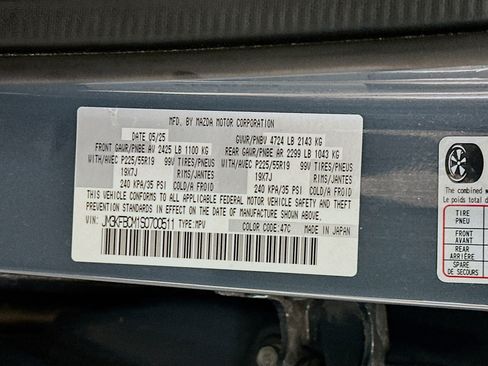 MFD. BY MAZDA MOTOR CORPORATION
DATE 05/25 GVWR/PNBV 4724 LB 2143 KG
FRONT GAWR/PNBE AV 2425 LB 1100 KG REAR GAWR/PNBE AR 2299 LB 1043 KG
WITH/AVEC P225/55R19 99V TIRES/PNEUS WITH/AVEC P225/55R19 99V TIRES/PNEUS
19X7J RIMS/JANTES 19X7J RIMS/JANTES
240 KPA/35 PSI COLD/A FROID 240 KPA/35 PSI COLD/A FROID
THIS VEHICLE CONFORMS TO ALL APPLICABLE FEDERAL MOTOR VEHICLE SAFETY AND THEFT
PREVENTION STANDARDS IN EFFECT ON THE DATE OF MANUFACTURE SHOWN ABOVE.
VIN: JM3KFBCM1S0700511 TYPE:MPV COLOR CODE:47C MADE IN JAPAN
The combined w
Le poids total d
TIRE
PNEU
FRONT
AVANT
REAR
ARRIÈRE
SPARE
DE SECOURS